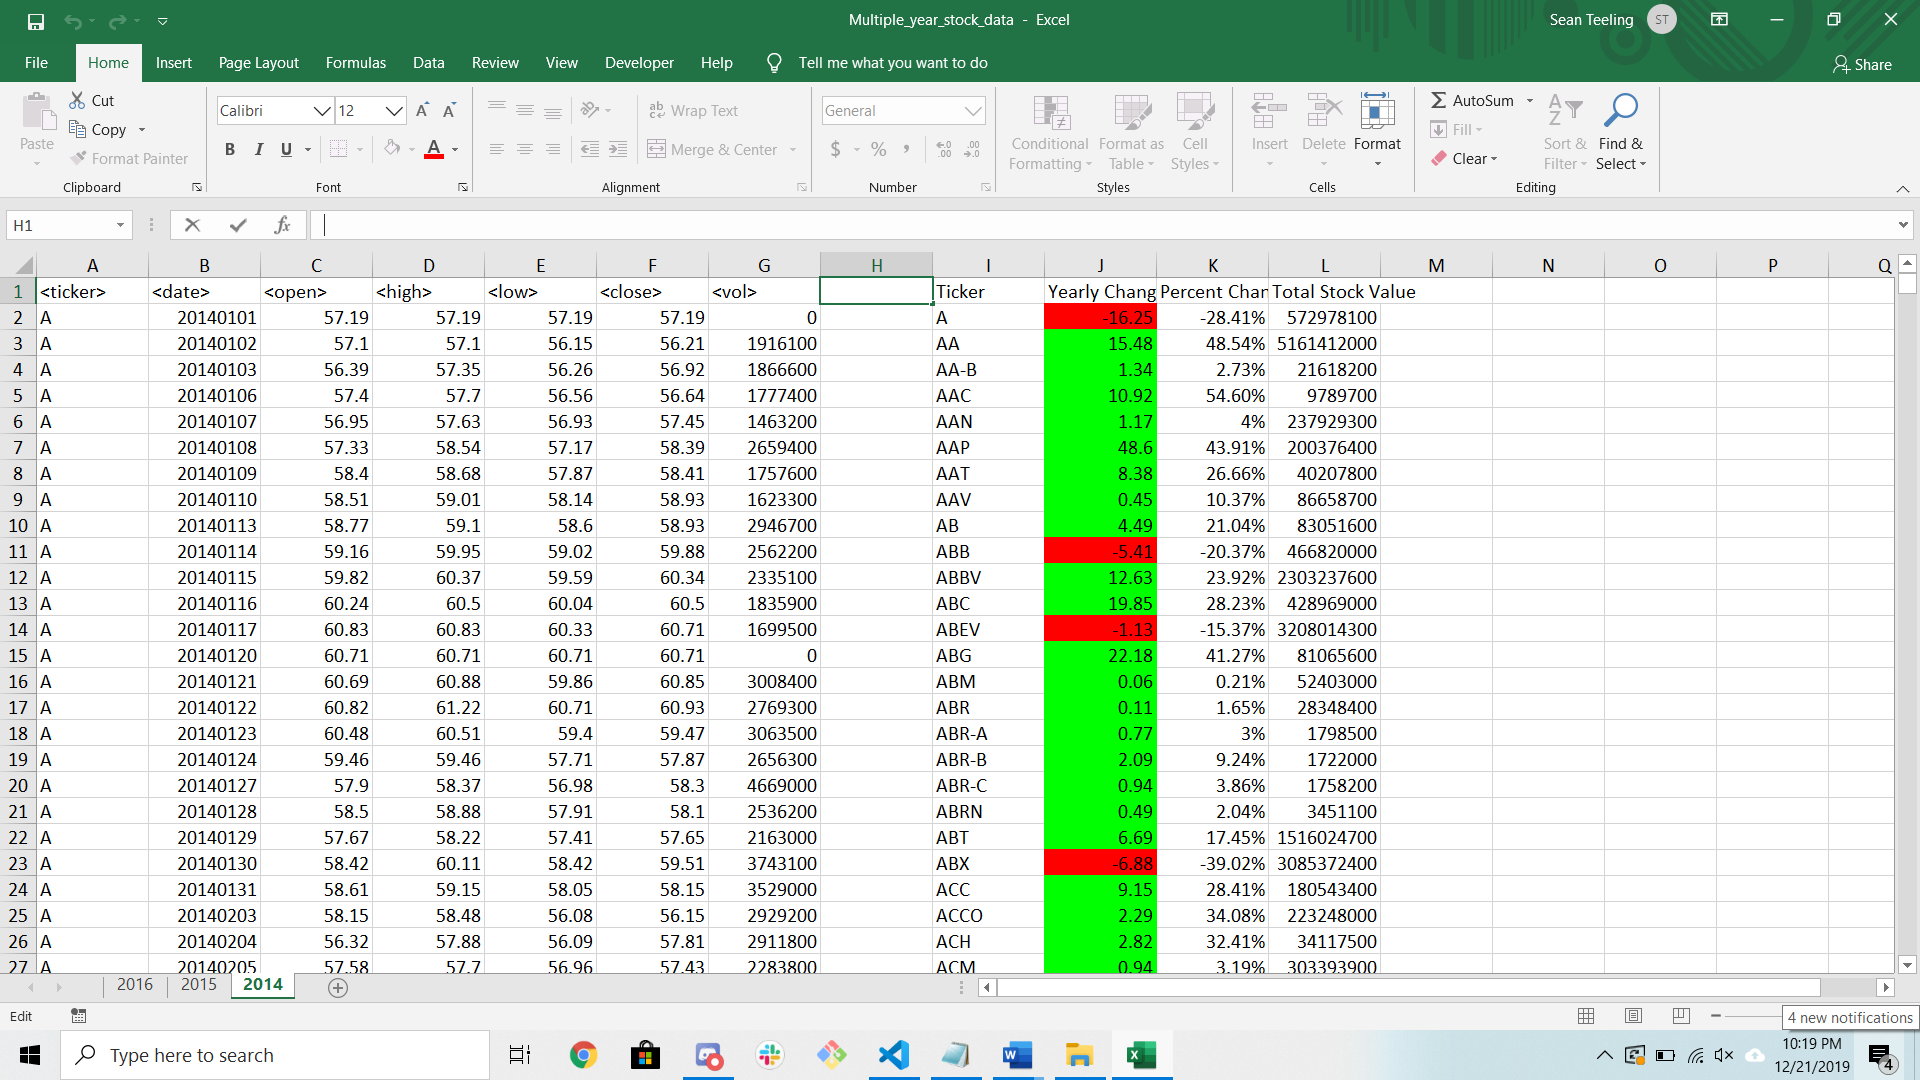 Multiple_year_stock_data - Excel
Sean Teeling ST
File Home Insert Page Layout Formulas Data Review View Developer Help Tell me what you want to do Share
Paste Cut Copy Format Painter Clipboard
Calibri 12 A A B I U A Font
Wrap Text Merge & Center Alignment
General $ % , Number
Conditional Formatting Format as Table Cell Styles Styles
Insert Delete Format Cells
AutoSum Fill Clear Sort & Filter Find & Select Editing
H1 fx
A B C D E F G H I J K L M N O P Q
1 <ticker> <date> <open> <high> <low> <close> <vol> Ticker Yearly Chang Percent Chan Total Stock Value
2 A 20140101 57.19 57.19 57.19 57.19 0 A -16.25 -28.41% 572978100
3 A 20140102 57.1 57.1 56.15 56.21 1916100 AA 15.48 48.54% 5161412000
4 A 20140103 56.39 57.35 56.26 56.92 1866600 AA-B 1.34 2.73% 21618200
5 A 20140106 57.4 57.7 56.56 56.64 1777400 AAC 10.92 54.60% 9789700
6 A 20140107 56.95 57.63 56.93 57.45 1463200 AAN 1.17 4% 237929300
7 A 20140108 57.33 58.54 57.17 58.39 2659400 AAP 48.6 43.91% 200376400
8 A 20140109 58.4 58.68 57.87 58.41 1757600 AAT 8.38 26.66% 40207800
9 A 20140110 58.51 59.01 58.14 58.93 1623300 AAV 0.45 10.37% 86658700
10 A 20140113 58.77 59.1 58.6 58.93 2946700 AB 4.49 21.04% 83051600
11 A 20140114 59.16 59.95 59.02 59.88 2562200 ABB -5.41 -20.37% 466820000
12 A 20140115 59.82 60.37 59.59 60.34 2335100 ABBV 12.63 23.92% 2303237600
13 A 20140116 60.24 60.5 60.04 60.5 1835900 ABC 19.85 28.23% 428969000
14 A 20140117 60.83 60.83 60.33 60.71 1699500 ABEV -1.13 -15.37% 3208014300
15 A 20140120 60.71 60.71 60.71 60.71 0 ABG 22.18 41.27% 81065600
16 A 20140121 60.69 60.88 59.86 60.85 3008400 ABM 0.06 0.21% 52403000
17 A 20140122 60.82 61.22 60.71 60.93 2769300 ABR 0.11 1.65% 28348400
18 A 20140123 60.48 60.51 59.4 59.47 3063500 ABR-A 0.77 3% 1798500
19 A 20140124 59.46 59.46 57.71 57.87 2656300 ABR-B 2.09 9.24% 1722000
20 A 20140127 57.9 58.37 56.98 58.3 4669000 ABR-C 0.94 3.86% 1758200
21 A 20140128 58.5 58.88 57.91 58.1 2536200 ABRN 0.49 2.04% 3451100
22 A 20140129 57.67 58.22 57.41 57.65 2163000 ABT 6.69 17.45% 1516024700
23 A 20140130 58.42 60.11 58.42 59.51 3743100 ABX -6.88 -39.02% 3085372400
24 A 20140131 58.61 59.15 58.05 58.15 3529000 ACC 9.15 28.41% 180543400
25 A 20140203 58.15 58.48 56.08 56.15 2929200 ACCO 2.29 34.08% 223248000
26 A 20140204 56.32 57.88 56.09 57.81 2911800 ACH 2.82 32.41% 34117500
27 A 20140205 57.58 57.7 56.96 57.43 2283800 ACM 0.94 3.19% 303393900
2016 2015 2014
Edit
4 new notifications
Type here to search
10:19 PM
12/21/2019
4